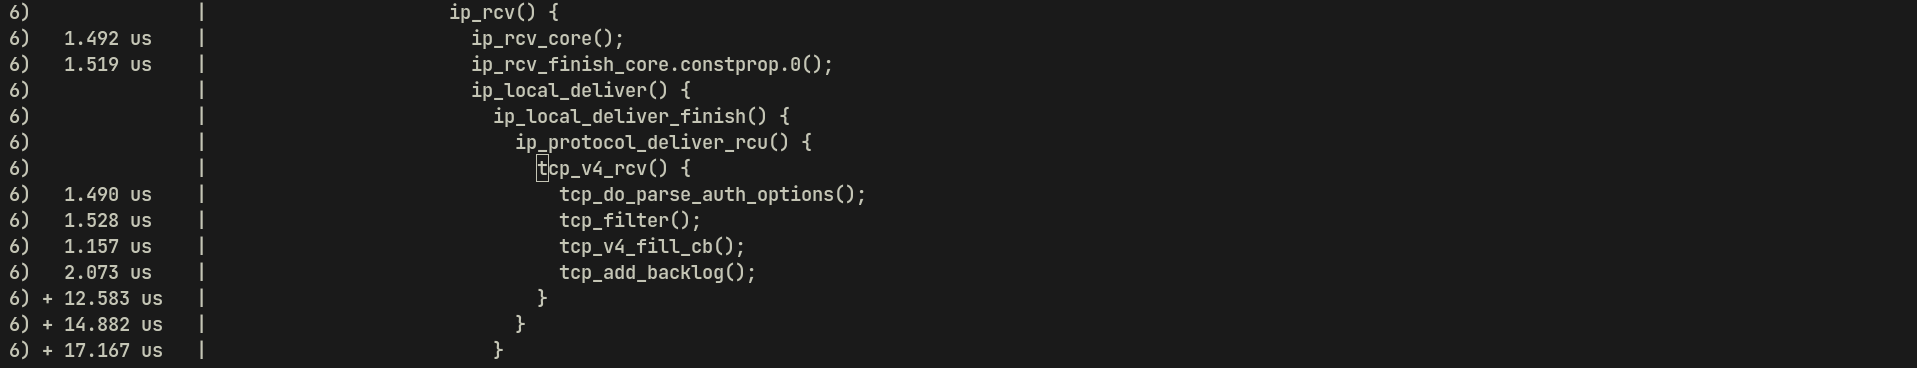 6)               |                      ip_rcv() {
6)   1.492 us    |                        ip_rcv_core();
6)   1.519 us    |                        ip_rcv_finish_core.constprop.0();
6)               |                        ip_local_deliver() {
6)               |                          ip_local_deliver_finish() {
6)               |                            ip_protocol_deliver_rcu() {
6)               |                              tcp_v4_rcv() {
6)   1.490 us    |                                tcp_do_parse_auth_options();
6)   1.528 us    |                                tcp_filter();
6)   1.157 us    |                                tcp_v4_fill_cb();
6)   2.073 us    |                                tcp_add_backlog();
6) + 12.583 us   |                              }
6) + 14.882 us   |                            }
6) + 17.167 us   |                          }